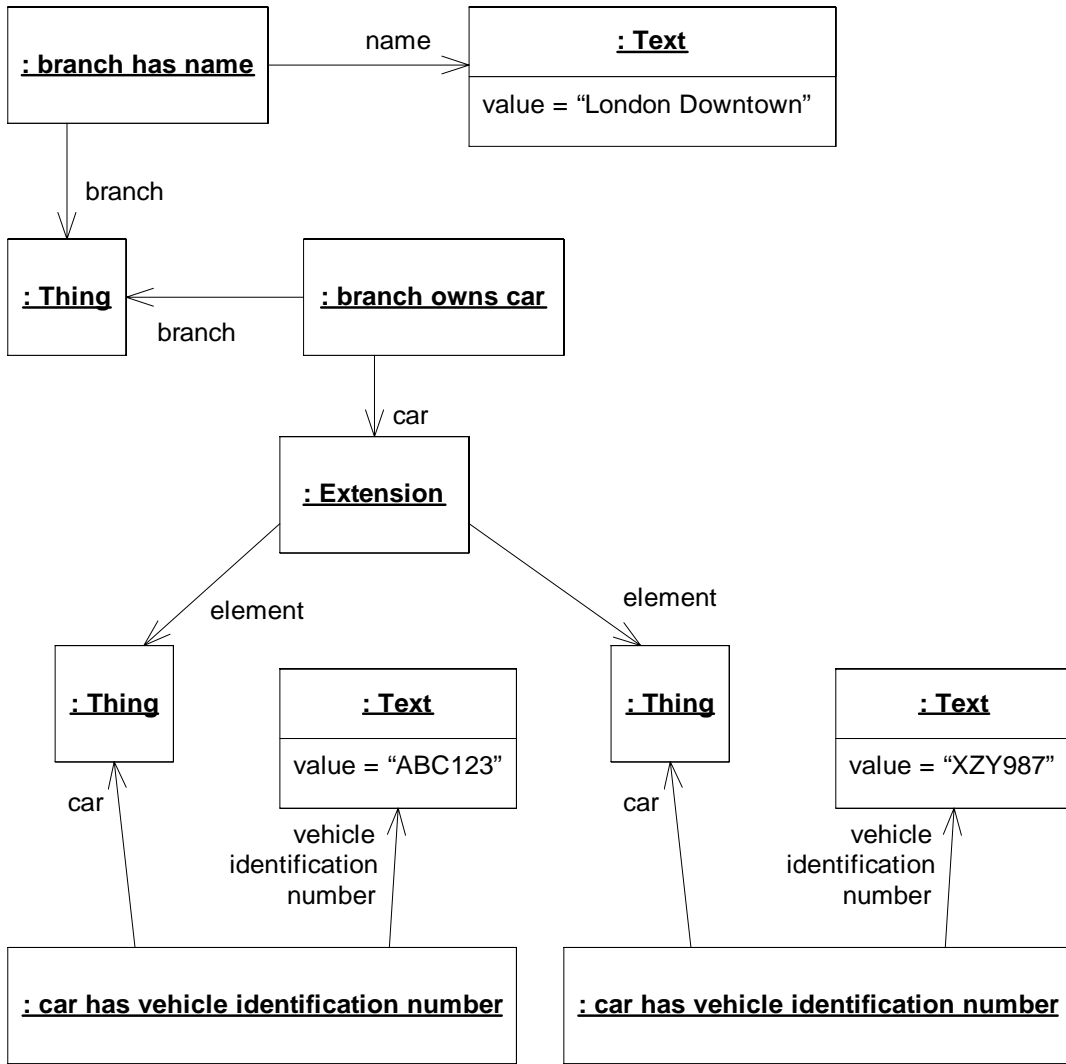 : branch has name
name
: Text
value = “London Downtown”
branch
: Thing
branch
: branch owns car
car
: Extension
element
element
: Thing
: Text
value = “ABC123”
: Thing
: Text
value = “XZY987”
car
vehicle
identification
number
car
vehicle
identification
number
: car has vehicle identification number
: car has vehicle identification number